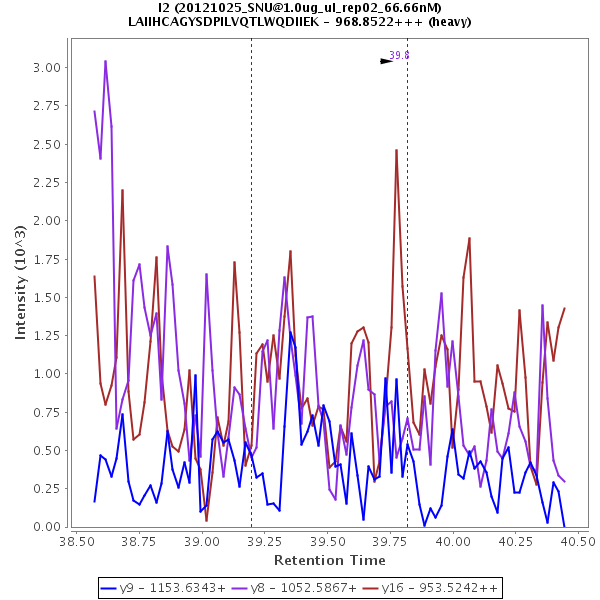 I2 (20121025_SNU@1.0ug_ul_rep02_66.66nM)
LAIIHCAGYSDPILVQTLWQDIIEK - 968.8522+++ (heavy)
39.8
Intensity (10^3)
3.00
2.75
2.50
2.25
2.00
1.75
1.50
1.25
1.00
0.75
0.50
0.25
0.00
38.50 38.75 39.00 39.25 39.50 39.75 40.00 40.25 40.50
Retention Time
y9 - 1153.6343+ y8 - 1052.5867+ y16 - 953.5242++